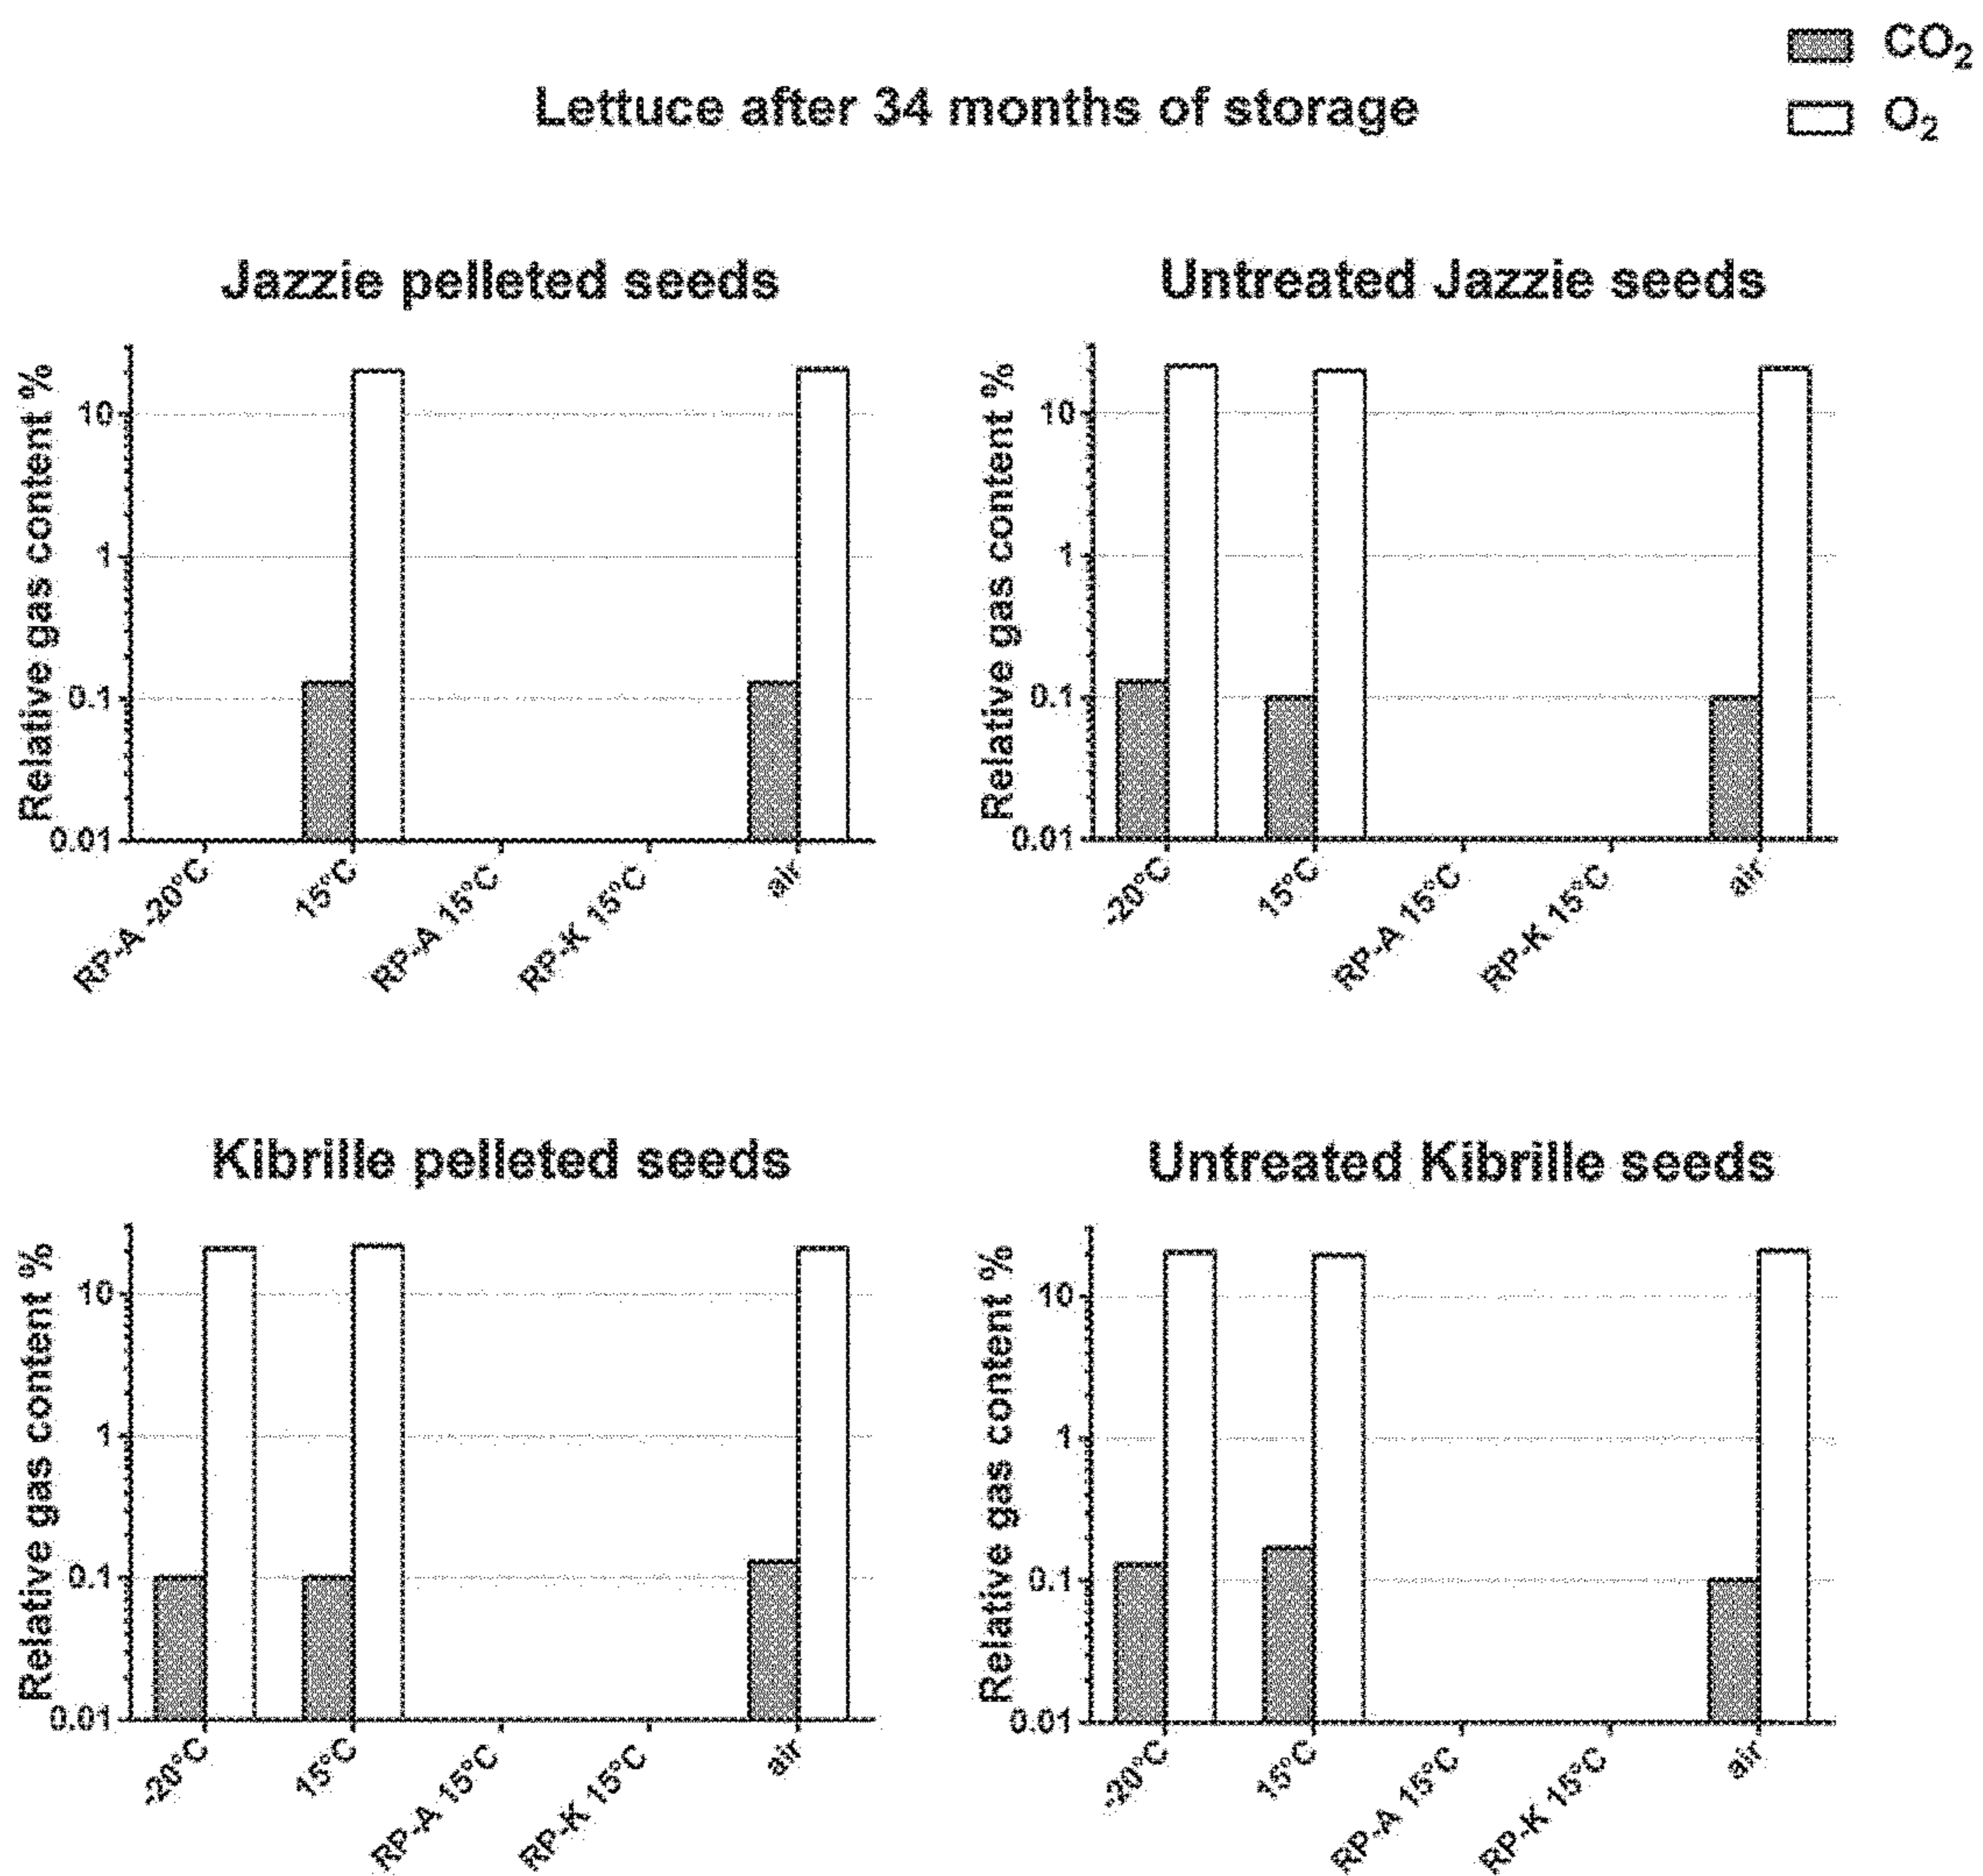 CO₂
Lettuce after 34 months of storage
O₂
Jazzie pelleted seeds
Relative gas content %
10
1
0.1
0.01
RP-A -20°C
15°C
RP-A 15°C
RP-K 15°C
air
Untreated Jazzie seeds
Relative gas content %
10
1
0.1
0.01
-20°C
15°C
RP-A 15°C
RP-K 15°C
air
Kibrille pelleted seeds
Relative gas content %
10
1
0.1
0.01
-20°C
15°C
RP-A 15°C
RP-K 15°C
air
Untreated Kibrille seeds
Relative gas content %
10
1
0.1
0.01
-20°C
15°C
RP-A 15°C
RP-K 15°C
air